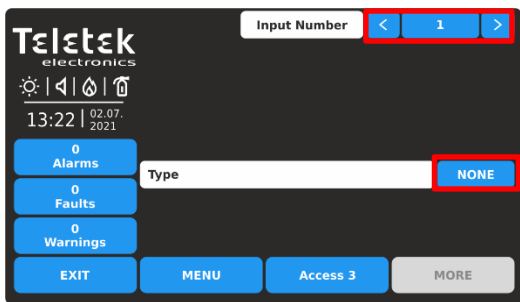 Teletek
electronics
Input Number < 1 >
13:22 02.07.
2021
0
Alarms
Type NONE
0
Faults
0
Warnings
EXIT MENU Access 3 MORE